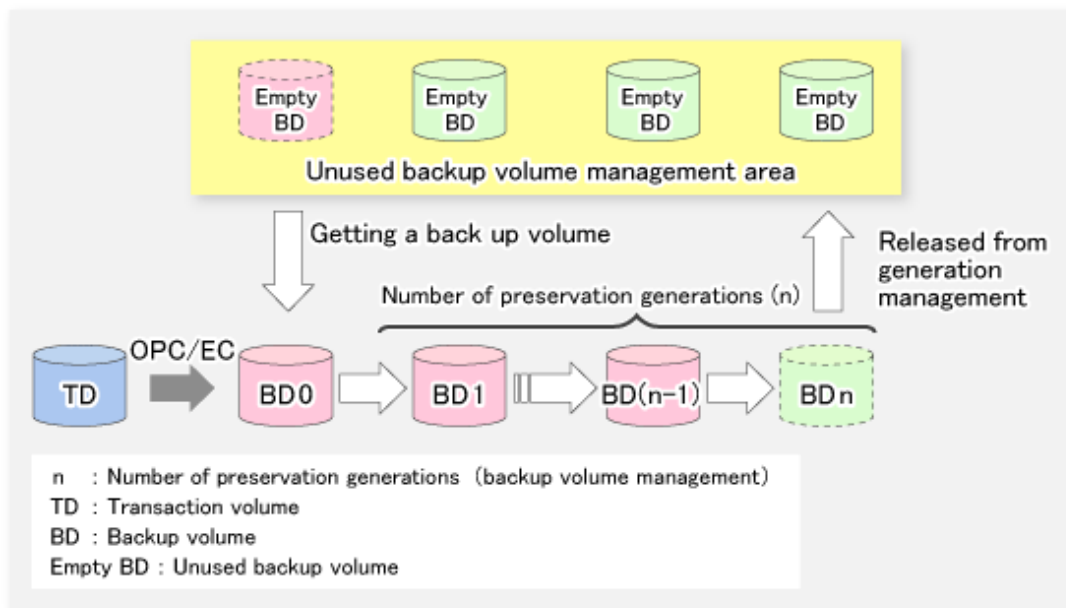 Empty
BD
Empty
BD
Empty
BD
Empty
BD
Unused backup volume management area
Getting a back up volume
Released from
generation
management
Number of preservation generations (n)
OPC/EC
TD
BD0
BD1
BD(n-1)
BDn
n : Number of preservation generations (backup volume management)
TD : Transaction volume
BD : Backup volume
Empty BD : Unused backup volume